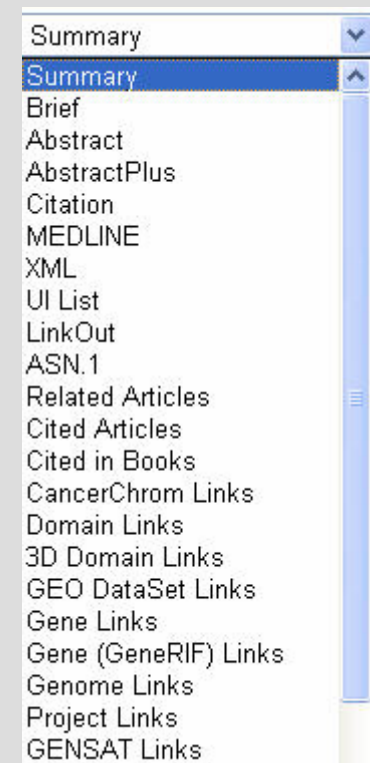 Summary
Summary
Brief
Abstract
AbstractPlus
Citation
MEDLINE
XML
UI List
LinkOut
ASN.1
Related Articles
Cited Articles
Cited in Books
CancerChrom Links
Domain Links
3D Domain Links
GEO DataSet Links
Gene Links
Gene (GeneRIF) Links
Genome Links
Project Links
GENSAT Links